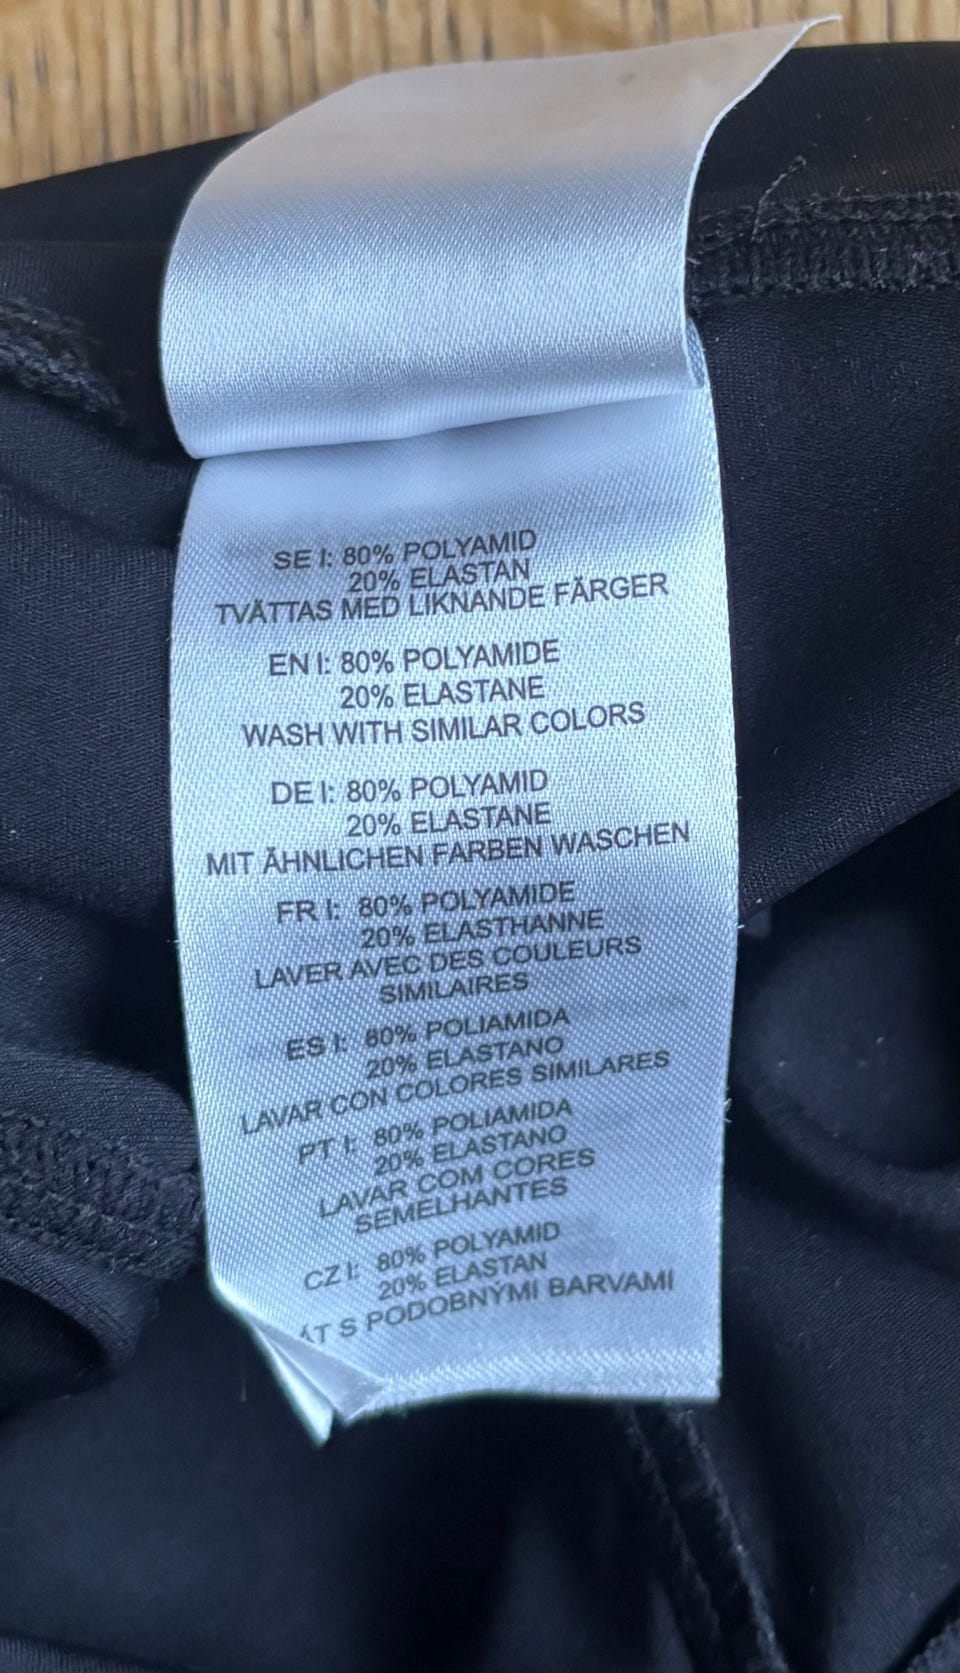 SE I: 80% POLYAMID
20% ELASTAN
TVÄTTAS MED LIKNANDE FÄRGER
EN I: 80% POLYAMIDE
20% ELASTANE
WASH WITH SIMILAR COLORS
DE I: 80% POLYAMID
20% ELASTANE
MIT ÄHNLICHEN FARBEN WASCHEN
FR I: 80% POLYAMIDE
20% ELASTHANNE
LAVER AVEC DES COULEURS
SIMILAIRES
ES I: 80% POLIAMIDA
20% ELASTANO
LAVAR CON COLORES SIMILARES
PT I: 80% POLIAMIDA
20% ELASTANO
LAVAR COM CORES
SEMELHANTES
CZ I: 80% POLYAMID
20% ELASTAN
S PODOBNÝMI BARVAMI